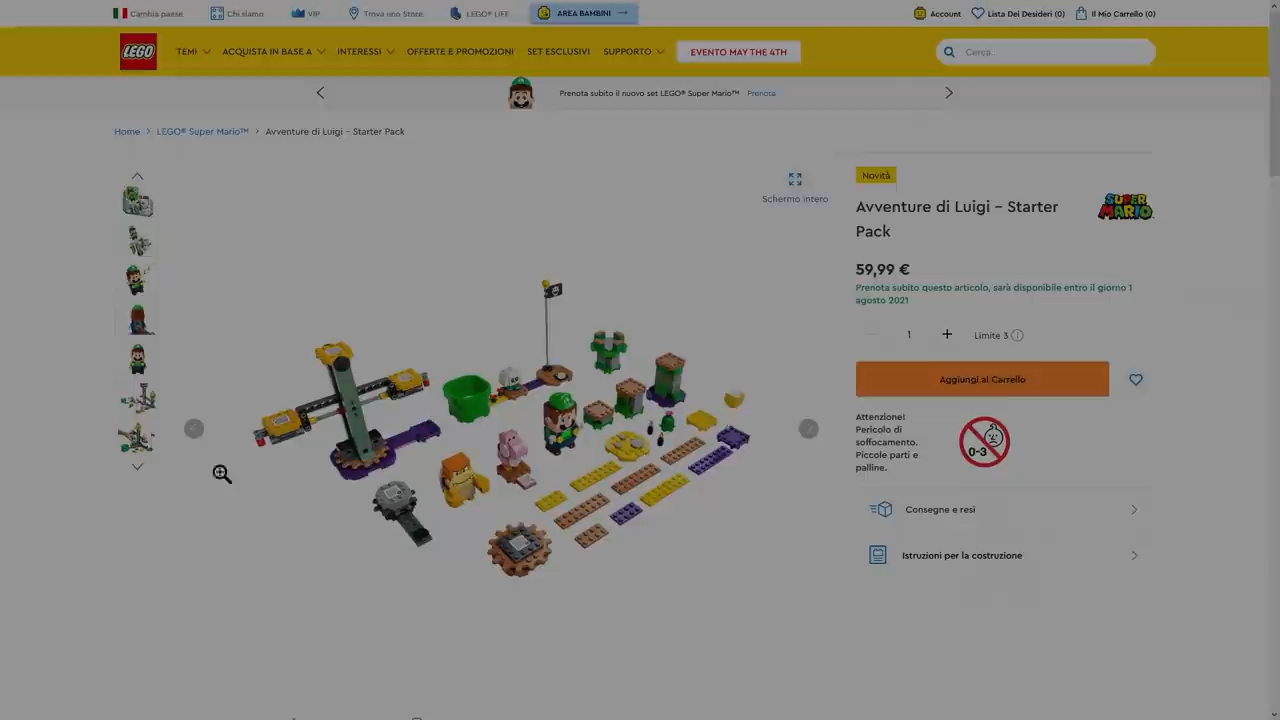 Cambia paese
Chi siamo
VIP
Trova uno Store
LEGO® LIFE
AREA BAMBINI
Account
Lista Dei Desideri (0)
Il Mio Carrello (0)
LEGO
TEMI
ACQUISTA IN BASE A
INTERESSI
OFFERTE E PROMOZIONI
SET ESCLUSIVI
SUPPORTO
EVENTO MAY THE 4TH
Cerca...
Prenota subito il nuovo set LEGO® Super Mario™ Prenota
Home > LEGO® Super Mario™ > Avventure di Luigi – Starter Pack
Schermo intero
Novità
Avventure di Luigi – Starter
Pack
SUPER
MARIO
59,99 €
Prenota subito questo articolo, sarà disponibile entro il giorno 1
agosto 2021
1
Limite 3
Aggiungi al Carrello
Attenzione!
Pericolo di
soffocamento.
Piccole parti e
palline.
0-3
Consegne e resi
Istruzioni per la costruzione